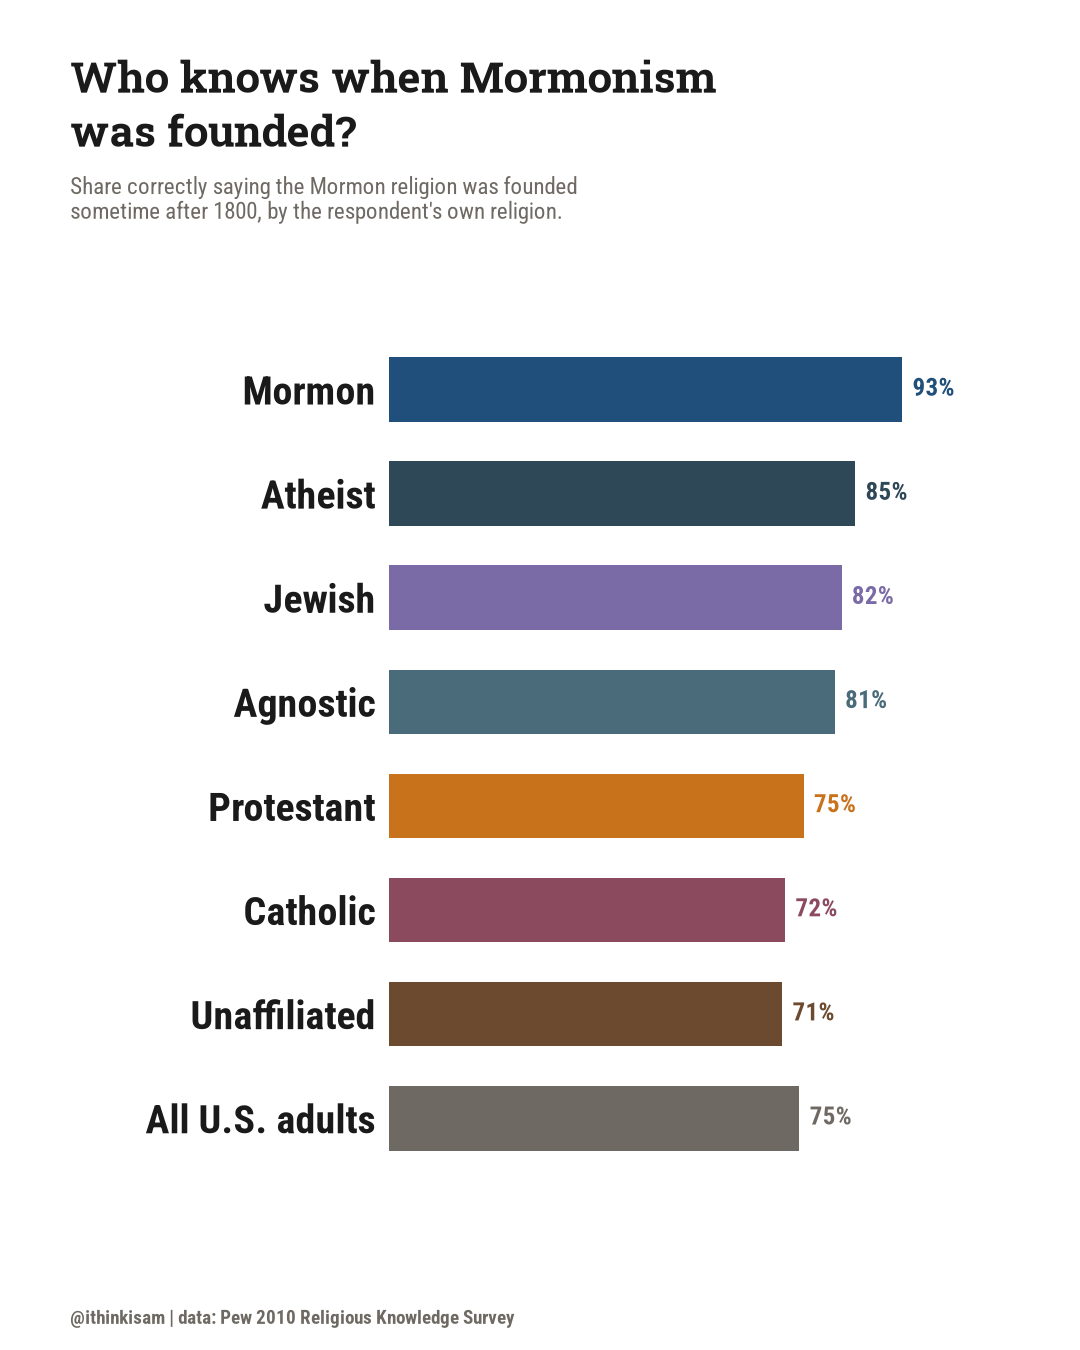 Who knows when Mormonism
was founded?
Share correctly saying the Mormon religion was founded
sometime after 1800, by the respondent's own religion.
Mormon 93%
Atheist 85%
Jewish 82%
Agnostic 81%
Protestant 75%
Catholic 72%
Unaffiliated 71%
All U.S. adults 75%
@ithinkisam | data: Pew 2010 Religious Knowledge Survey